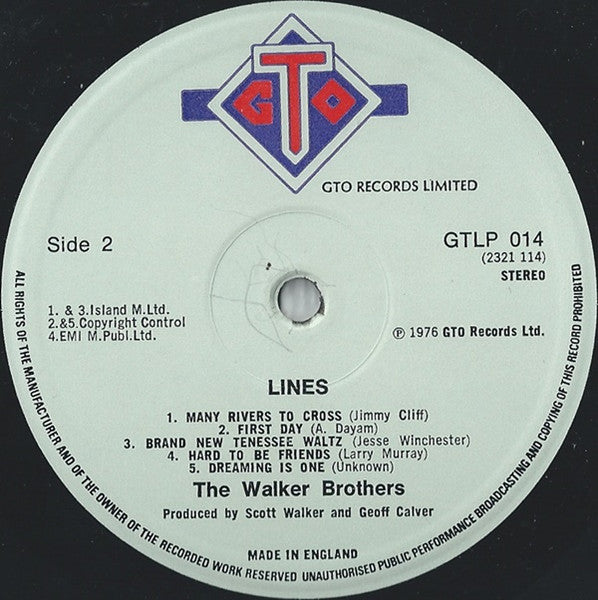 GTO
GTO RECORDS LIMITED
Side 2
GTLP 014
(2321 114)
STEREO
1. & 3.Island M.Ltd.
2.&5.Copyright Control
4.EMI M.Publ.Ltd.
℗ 1976 GTO Records Ltd.
LINES
1. MANY RIVERS TO CROSS (Jimmy Cliff)
2. FIRST DAY (A. Dayam)
3. BRAND NEW TENESSEE WALTZ (Jesse Winchester)
4. HARD TO BE FRIENDS (Larry Murray)
5. DREAMING IS ONE (Unknown)
The Walker Brothers
Produced by Scott Walker and Geoff Calver
MADE IN ENGLAND
ALL RIGHTS OF THE MANUFACTURER AND OF THE OWNER OF THE RECORDED WORK RESERVED UNAUTHORISED PUBLIC PERFORMANCE BROADCASTING AND COPYING OF THIS RECORD PROHIBITED